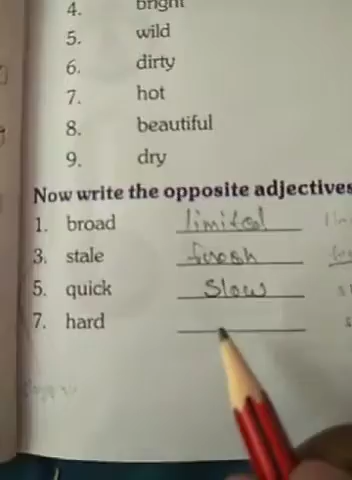 4. bright
5. wild
6. dirty
7. hot
8. beautiful
9. dry
Now write the opposite adjectives
1. broad limited
3. stale fresh
5. quick Slow
7. hard